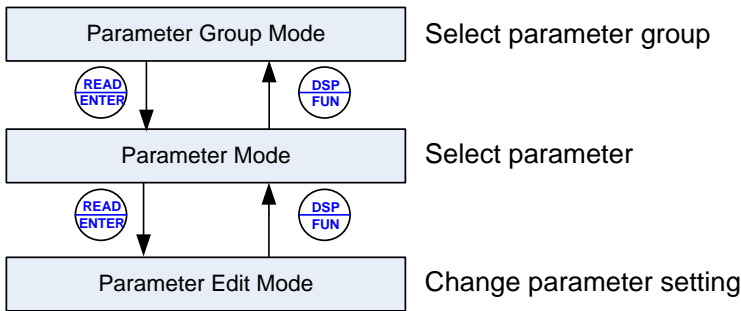 Parameter Group Mode Select parameter group
READ DSP
ENTER FUN
Parameter Mode Select parameter
READ DSP
ENTER FUN
Parameter Edit Mode Change parameter setting